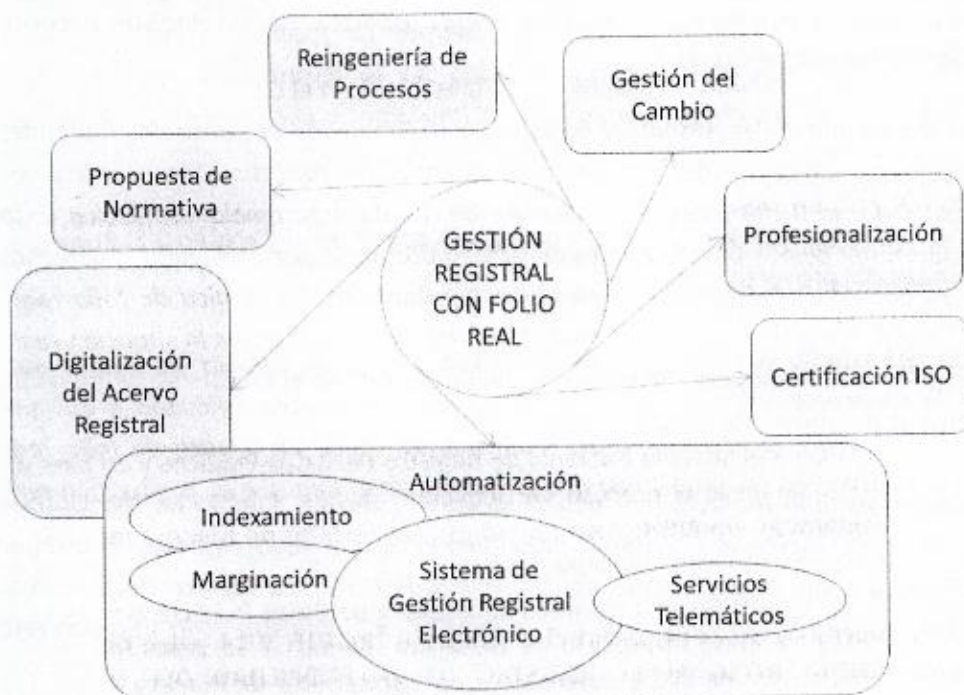 Reingeniería de
Procesos
Gestión del
Cambio
Propuesta de
Normativa
GESTIÓN
REGISTRAL
CON FOLIO
REAL
Profesionalización
Digitalización
del Acervo
Registral
Certificación ISO
Automatización
Indexamiento
Marginación
Sistema de
Gestión Registral
Electrónico
Servicios
Telemáticos